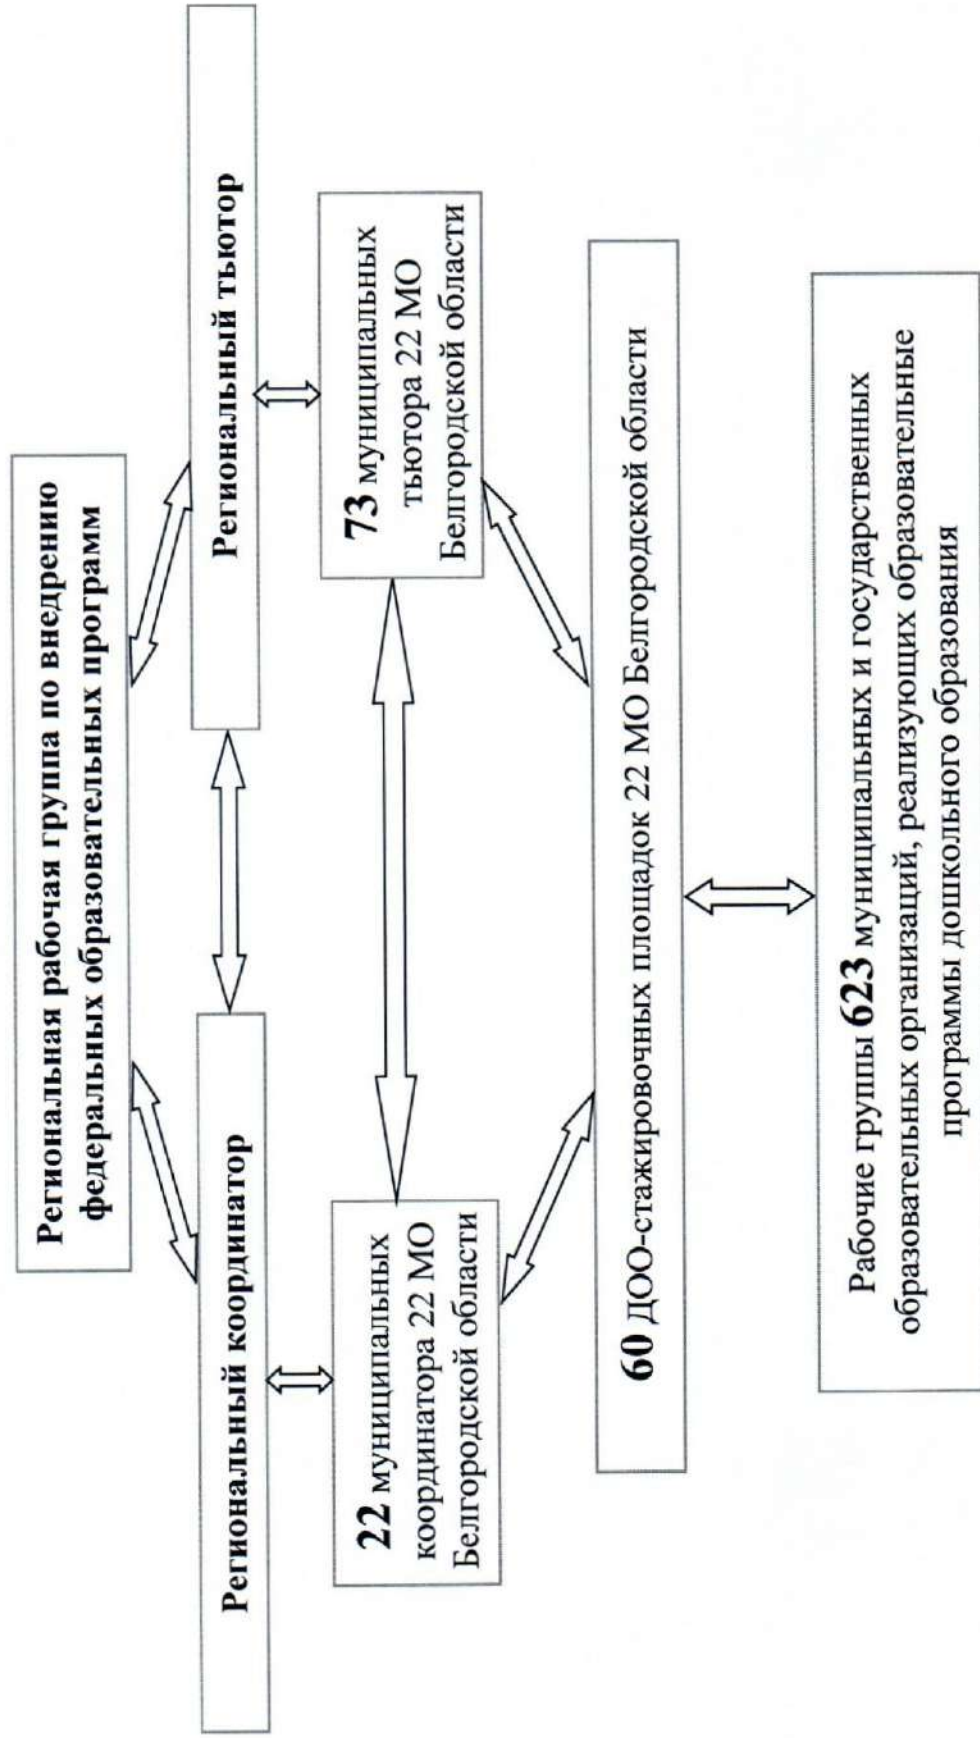 Региональная рабочая группа по внедрению
федеральных образовательных программ
Региональный координатор
Региональный тьютор
22 муниципальных
координатора 22 МО
Белгородской области
73 муниципальных
тьютора 22 МО
Белгородской области
60 ДОО-стажировочных площадок 22 МО Белгородской области
Рабочие группы 623 муниципальных и государственных
образовательных организаций, реализующих образовательные
программы дошкольного образования